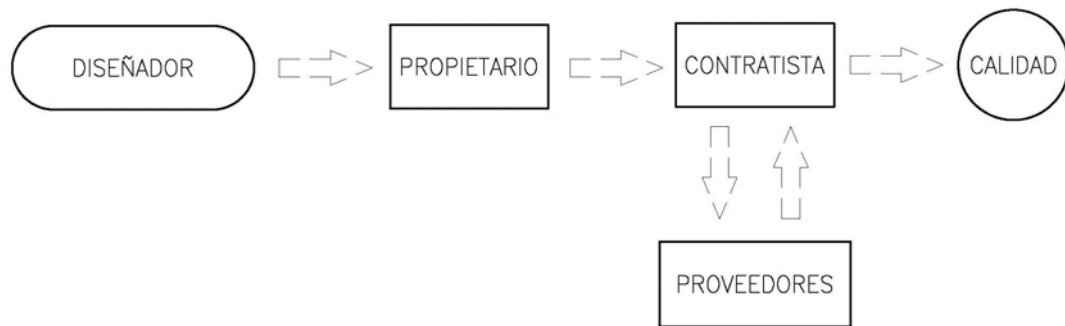 DISEÑADOR
PROPIETARIO
CONTRATISTA
CALIDAD
PROVEEDORES